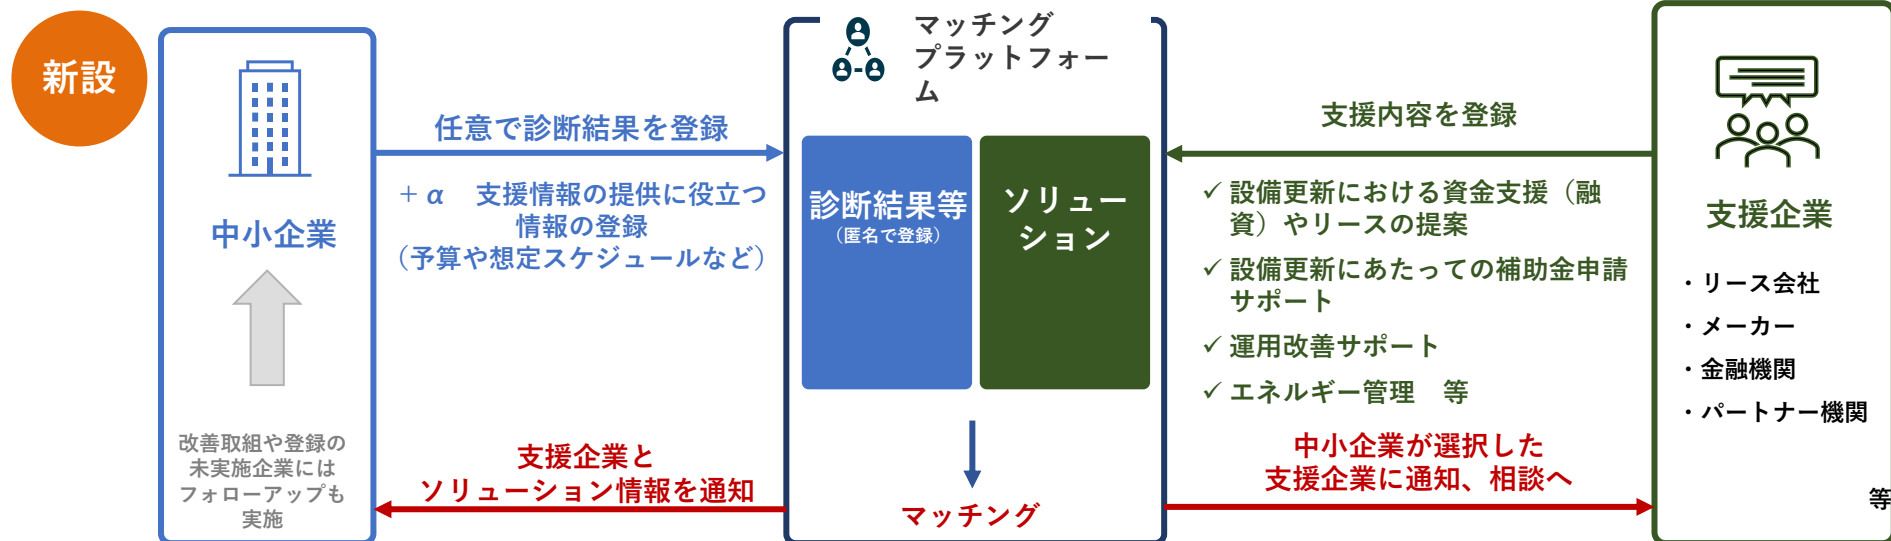 新設
中小企業
改善取組や登録の
未実施企業には
フォローアップも
実施
任意で診断結果を登録
+α 支援情報の提供に役立つ
情報の登録
（予算や想定スケジュールなど）
支援企業と
ソリューション情報を通知
マッチング
プラットフォー
ム
診断結果等
（匿名で登録）
ソリュー
ション
マッチング
支援内容を登録
✓ 設備更新における資金支援（融
資）やリースの提案
✓ 設備更新にあたっての補助金申請
サポート
✓ 運用改善サポート
✓ エネルギー管理 等
中小企業が選択した
支援企業に通知、相談へ
支援企業
・リース会社
・メーカー
・金融機関
・パートナー機関
等